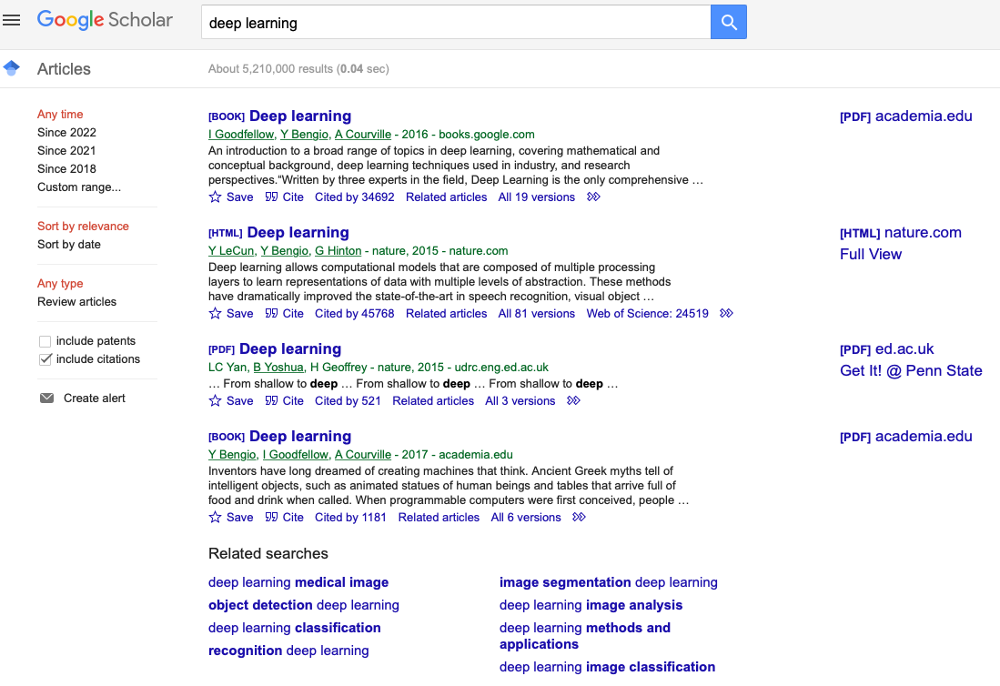 Google Scholar
deep learning
Articles
About 5,210,000 results (0.04 sec)
Any time
Since 2022
Since 2021
Since 2018
Custom range...
Sort by relevance
Sort by date
Any type
Review articles
include patents
include citations
Create alert
[BOOK] Deep learning
I Goodfellow, Y Bengio, A Courville - 2016 - books.google.com
An introduction to a broad range of topics in deep learning, covering mathematical and
conceptual background, deep learning techniques used in industry, and research
perspectives.“Written by three experts in the field, Deep Learning is the only comprehensive …
Save Cite Cited by 34692 Related articles All 19 versions
[PDF] academia.edu
[HTML] Deep learning
Y LeCun, Y Bengio, G Hinton - nature, 2015 - nature.com
Deep learning allows computational models that are composed of multiple processing
layers to learn representations of data with multiple levels of abstraction. These methods
have dramatically improved the state-of-the-art in speech recognition, visual object …
Save Cite Cited by 45768 Related articles All 81 versions Web of Science: 24519
[HTML] nature.com
Full View
[PDF] Deep learning
LC Yan, B Yoshua, H Geoffrey - nature, 2015 - udrc.eng.ed.ac.uk
… From shallow to deep … From shallow to deep … From shallow to deep …
Save Cite Cited by 521 Related articles All 3 versions
[PDF] ed.ac.uk
Get It! @ Penn State
[BOOK] Deep learning
Y Bengio, I Goodfellow, A Courville - 2017 - academia.edu
Inventors have long dreamed of creating machines that think. Ancient Greek myths tell of
intelligent objects, such as animated statues of human beings and tables that arrive full of
food and drink when called. When programmable computers were first conceived, people …
Save Cite Cited by 1181 Related articles All 6 versions
[PDF] academia.edu
Related searches
deep learning medical image
object detection deep learning
deep learning classification
recognition deep learning
image segmentation deep learning
deep learning image analysis
deep learning methods and
applications
deep learning image classification